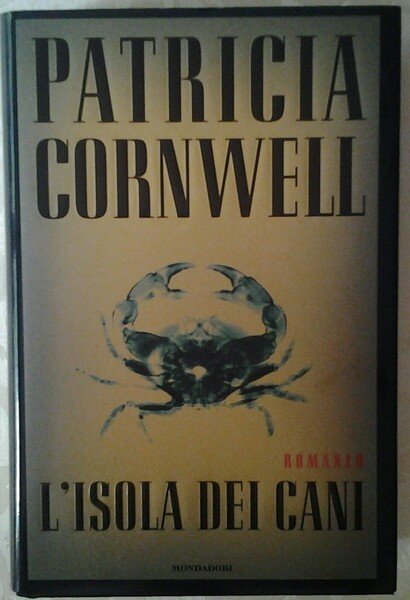 PATRICIA
CORNWELL
ROMANZO
L'ISOLA DEI CANI
MONDADORI